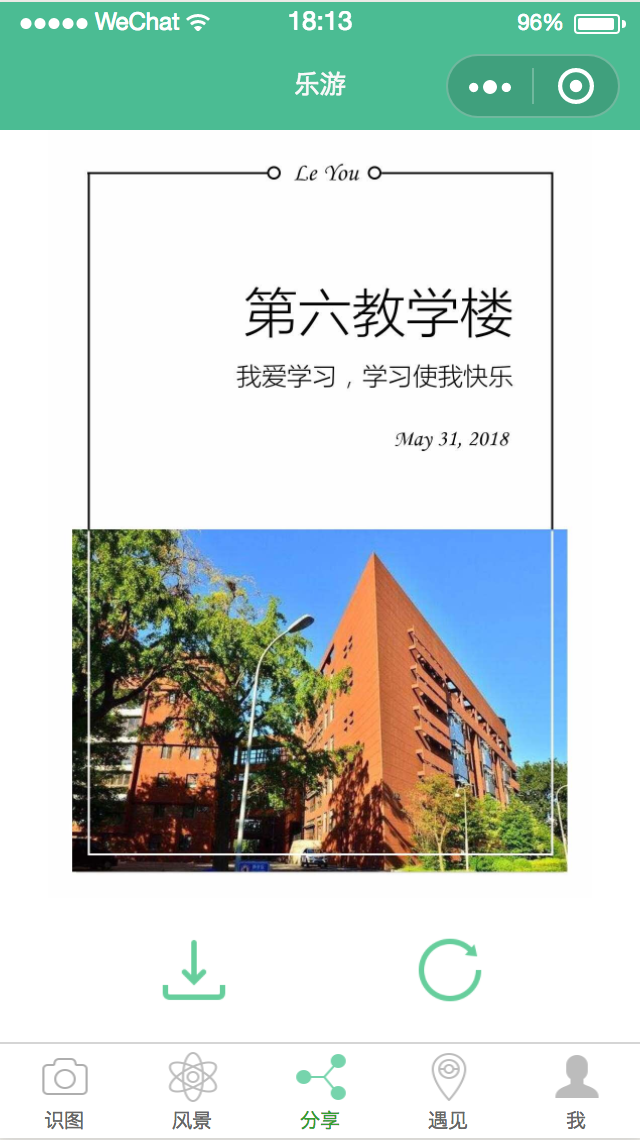 WeChat 18:13 96%
乐游
Le You
第六教学楼
我爱学习，学习使我快乐
May 31, 2018
识图 风景 分享 遇见 我